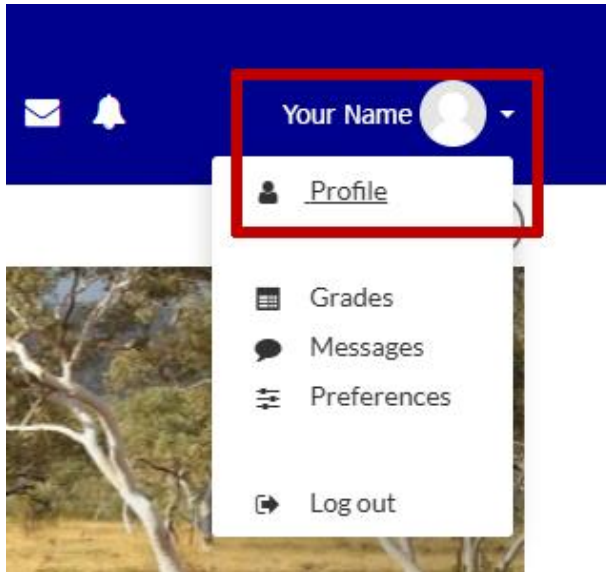 Your Name
Profile
Grades
Messages
Preferences
Log out